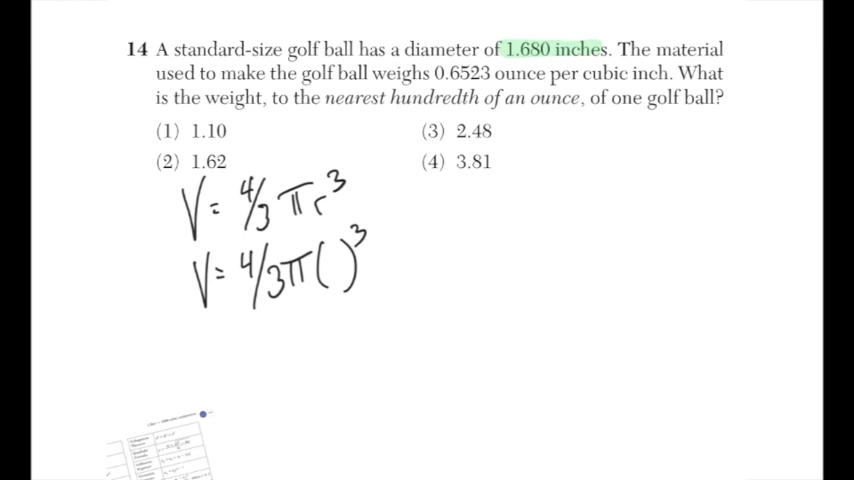 14 A standard-size golf ball has a diameter of 1.680 inches. The material
used to make the golf ball weighs 0.6523 ounce per cubic inch. What
is the weight, to the nearest hundredth of an ounce, of one golf ball?
(1) 1.10 (3) 2.48
(2) 1.62 (4) 3.81
V = 4/3 π r³
V = 4/3 π ( )³